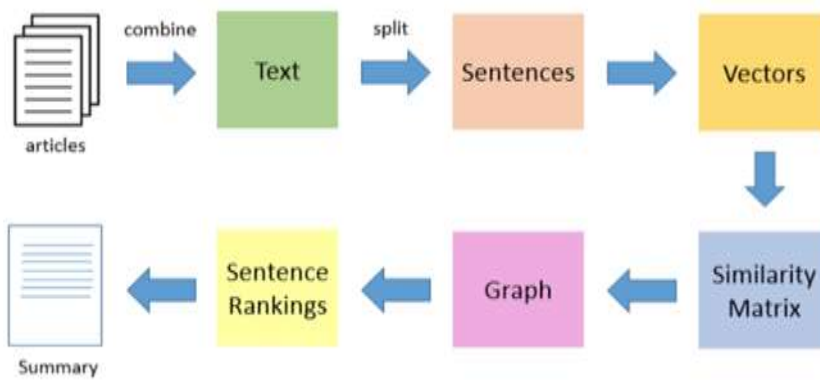 combine
split
Text
Sentences
Vectors
articles
Similarity
Matrix
Graph
Sentence
Rankings
Summary